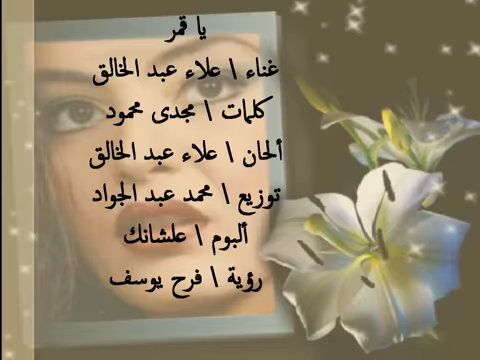 يا قمر
غناء \ علاء عبد الخالق
كلمات \ مجدى محمود
ألحان \ علاء عبد الخالق
توزيع \ محمد عبد الجواد
ألبوم \ علشانك
رؤية \ فرح يوسف